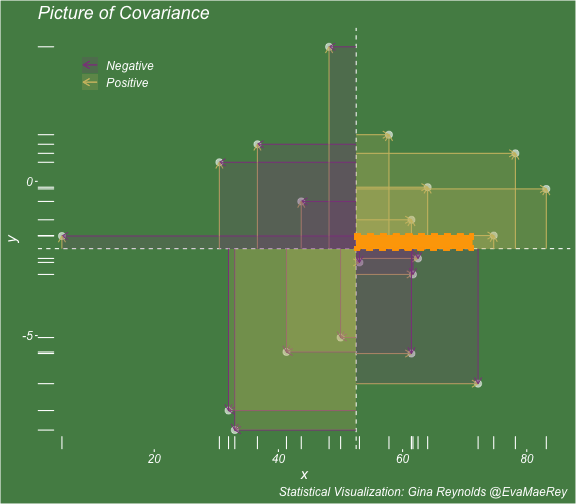 Picture of Covariance
Negative
Positive
0
y
-5
20 40 60 80
x
Statistical Visualization: Gina Reynolds @EvaMaeRey